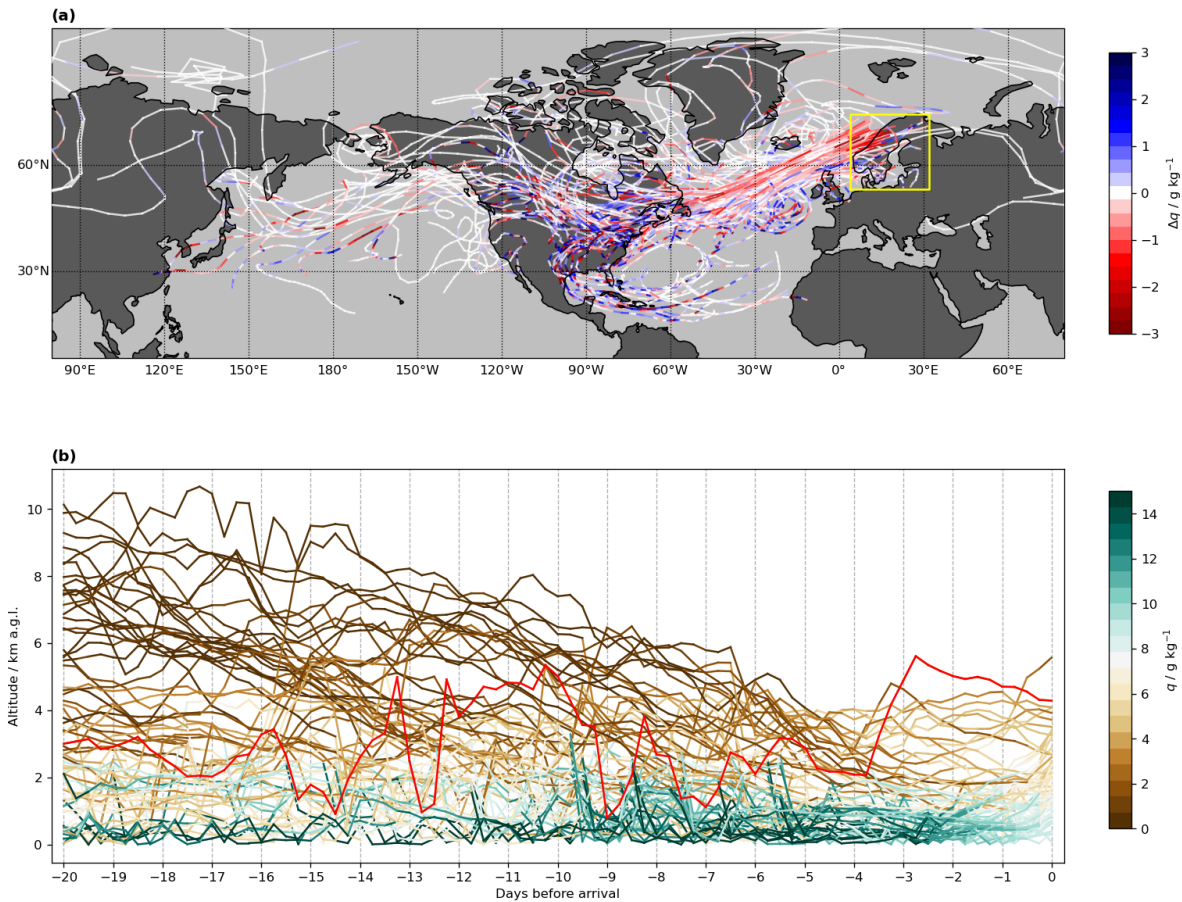 (a)
60°N
30°N
90°E 120°E 150°E 180° 150°W 120°W 90°W 60°W 30°W 0° 30°E 60°E
3
2
1
0
−1
−2
−3
Δq / g kg⁻¹
(b)
10
8
6
4
2
0
Altitude / km a.g.l.
−20 −19 −18 −17 −16 −15 −14 −13 −12 −11 −10 −9 −8 −7 −6 −5 −4 −3 −2 −1 0
Days before arrival
14
12
10
8
6
4
2
0
q / g kg⁻¹